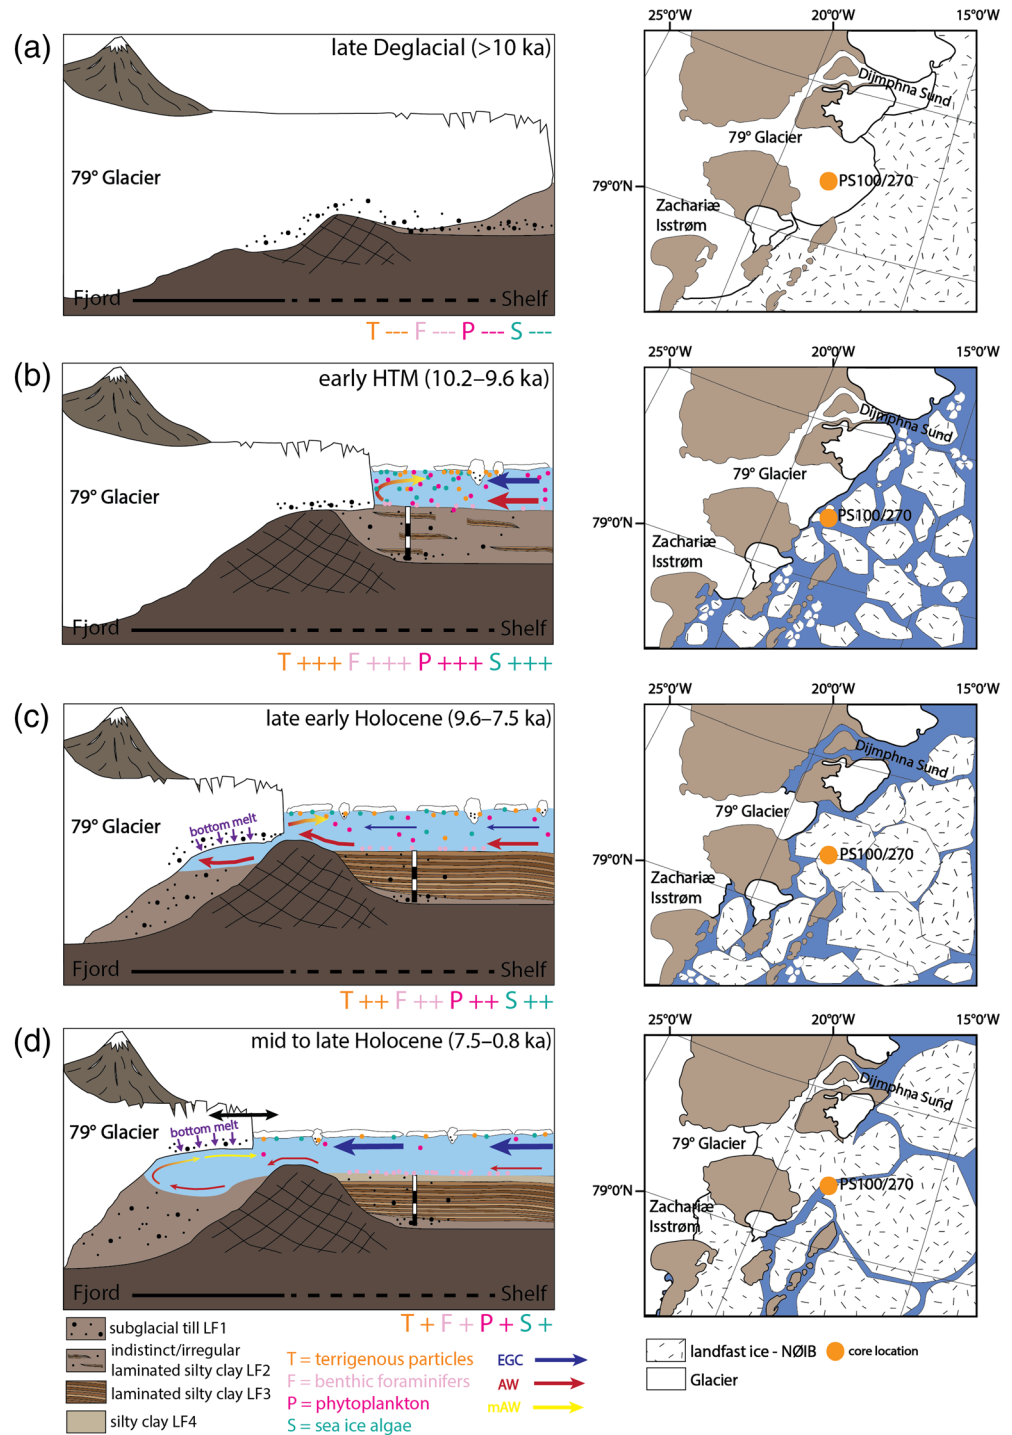 (a)
late Deglacial (>10 ka)
79° Glacier
Fjord
Shelf
T --- F --- P --- S ---
25°0'W
20°0'W
15°0'W
Dijmphna Sund
79° Glacier
79°0'N
PS100/270
Zachariæ
Isstrøm
(b)
early HTM (10.2–9.6 ka)
79° Glacier
Fjord
Shelf
T +++ F +++ P +++ S +++
25°0'W
20°0'W
15°0'W
Dijmphna Sund
79° Glacier
79°0'N
PS100/270
Zachariæ
Isstrøm
(c)
late early Holocene (9.6–7.5 ka)
79° Glacier
bottom melt
Fjord
Shelf
T ++ F ++ P ++ S ++
25°0'W
20°0'W
15°0'W
Dijmphna Sund
79° Glacier
79°0'N
PS100/270
Zachariæ
Isstrøm
(d)
mid to late Holocene (7.5–0.8 ka)
79° Glacier
bottom melt
Fjord
Shelf
T + F + P + S +
25°0'W
20°0'W
15°0'W
Dijmphna Sund
79° Glacier
79°0'N
PS100/270
Zachariæ
Isstrøm
subglacial till LF1
indistinct/irregular
laminated silty clay LF2
laminated silty clay LF3
silty clay LF4
T = terrigenous particles
F = benthic foraminifers
P = phytoplankton
S = sea ice algae
EGC
AW
mAW
landfast ice - NØIB
core location
Glacier